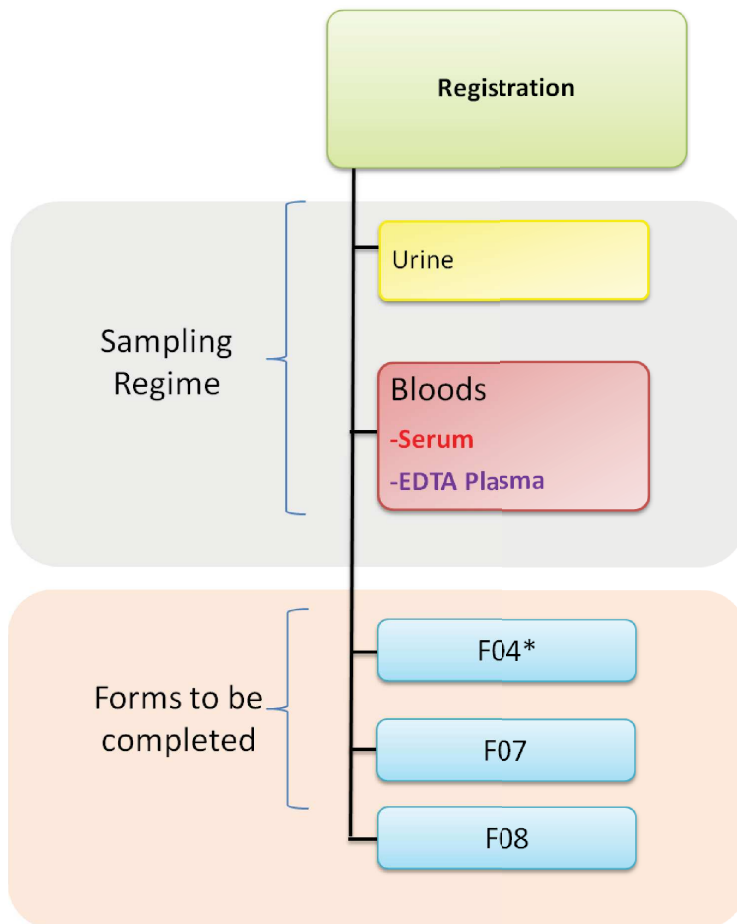 Registration
Urine
Sampling
Regime
Bloods
-Serum
-EDTA Plasma
F04*
Forms to be
completed
F07
F08